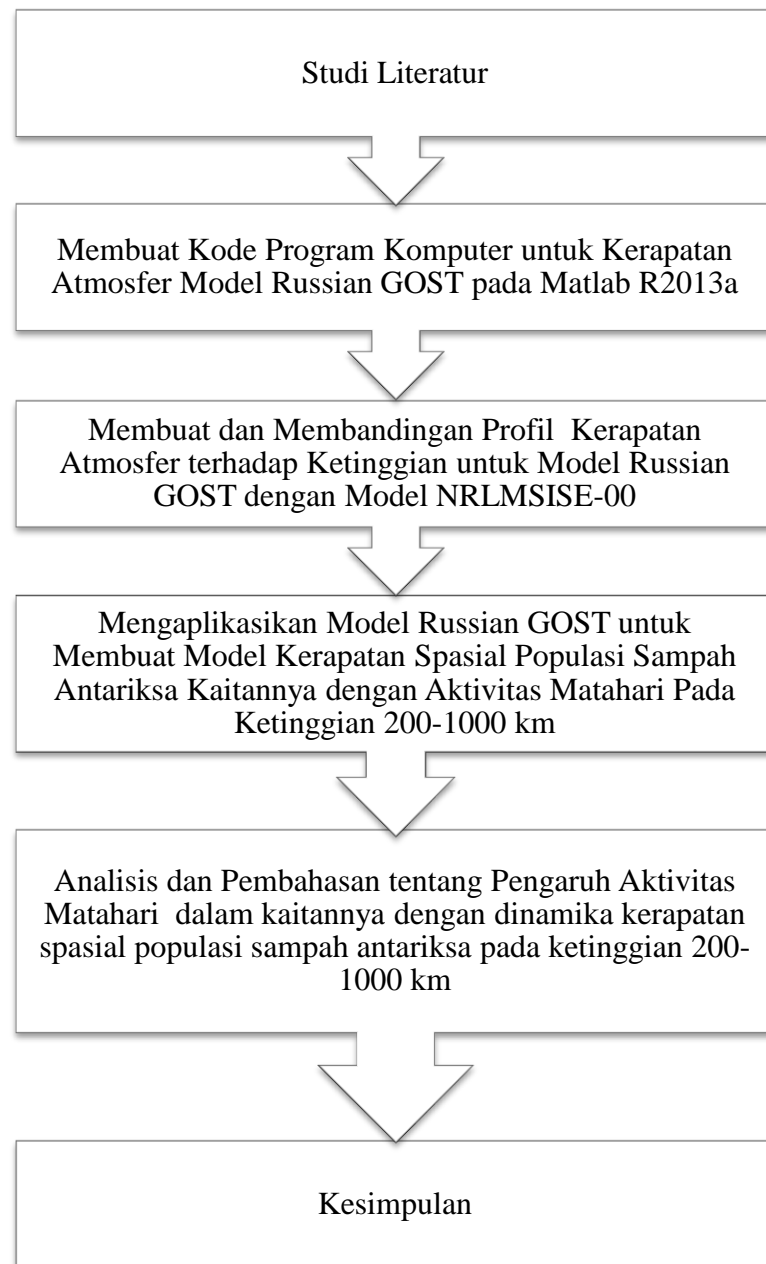 Studi Literatur
Membuat Kode Program Komputer untuk Kerapatan
Atmosfer Model Russian GOST pada Matlab R2013a
Membuat dan Membandingan Profil Kerapatan
Atmosfer terhadap Ketinggian untuk Model Russian
GOST dengan Model NRLMSISE-00
Mengaplikasikan Model Russian GOST untuk
Membuat Model Kerapatan Spasial Populasi Sampah
Antariksa Kaitannya dengan Aktivitas Matahari Pada
Ketinggian 200-1000 km
Analisis dan Pembahasan tentang Pengaruh Aktivitas
Matahari dalam kaitannya dengan dinamika kerapatan
spasial populasi sampah antariksa pada ketinggian 200-
1000 km
Kesimpulan